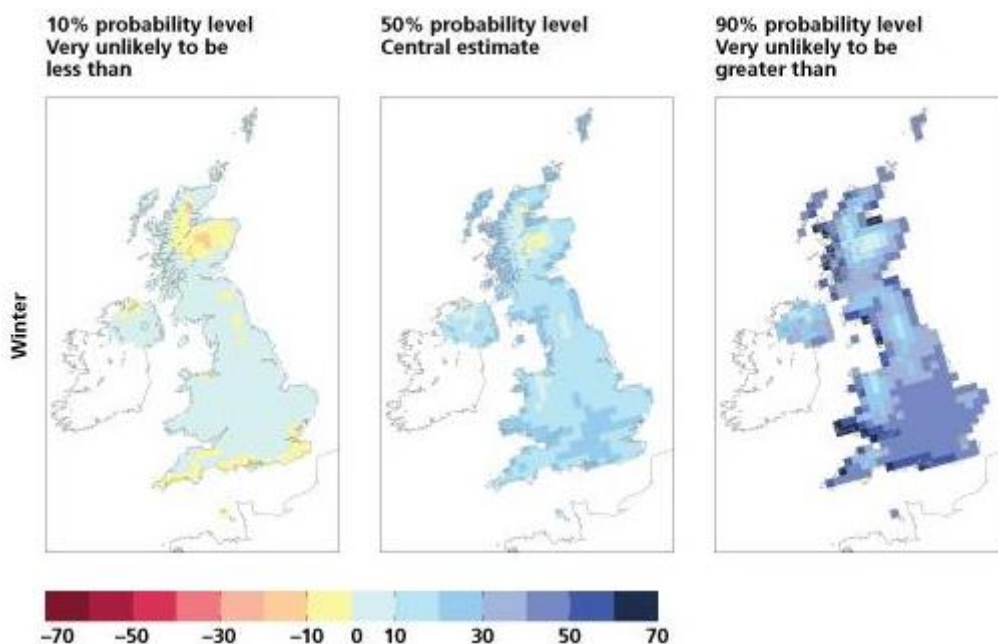 10% probability level
Very unlikely to be
less than
50% probability level
Central estimate
90% probability level
Very unlikely to be
greater than
Winter
–70 –50 –30 –10 0 10 30 50 70